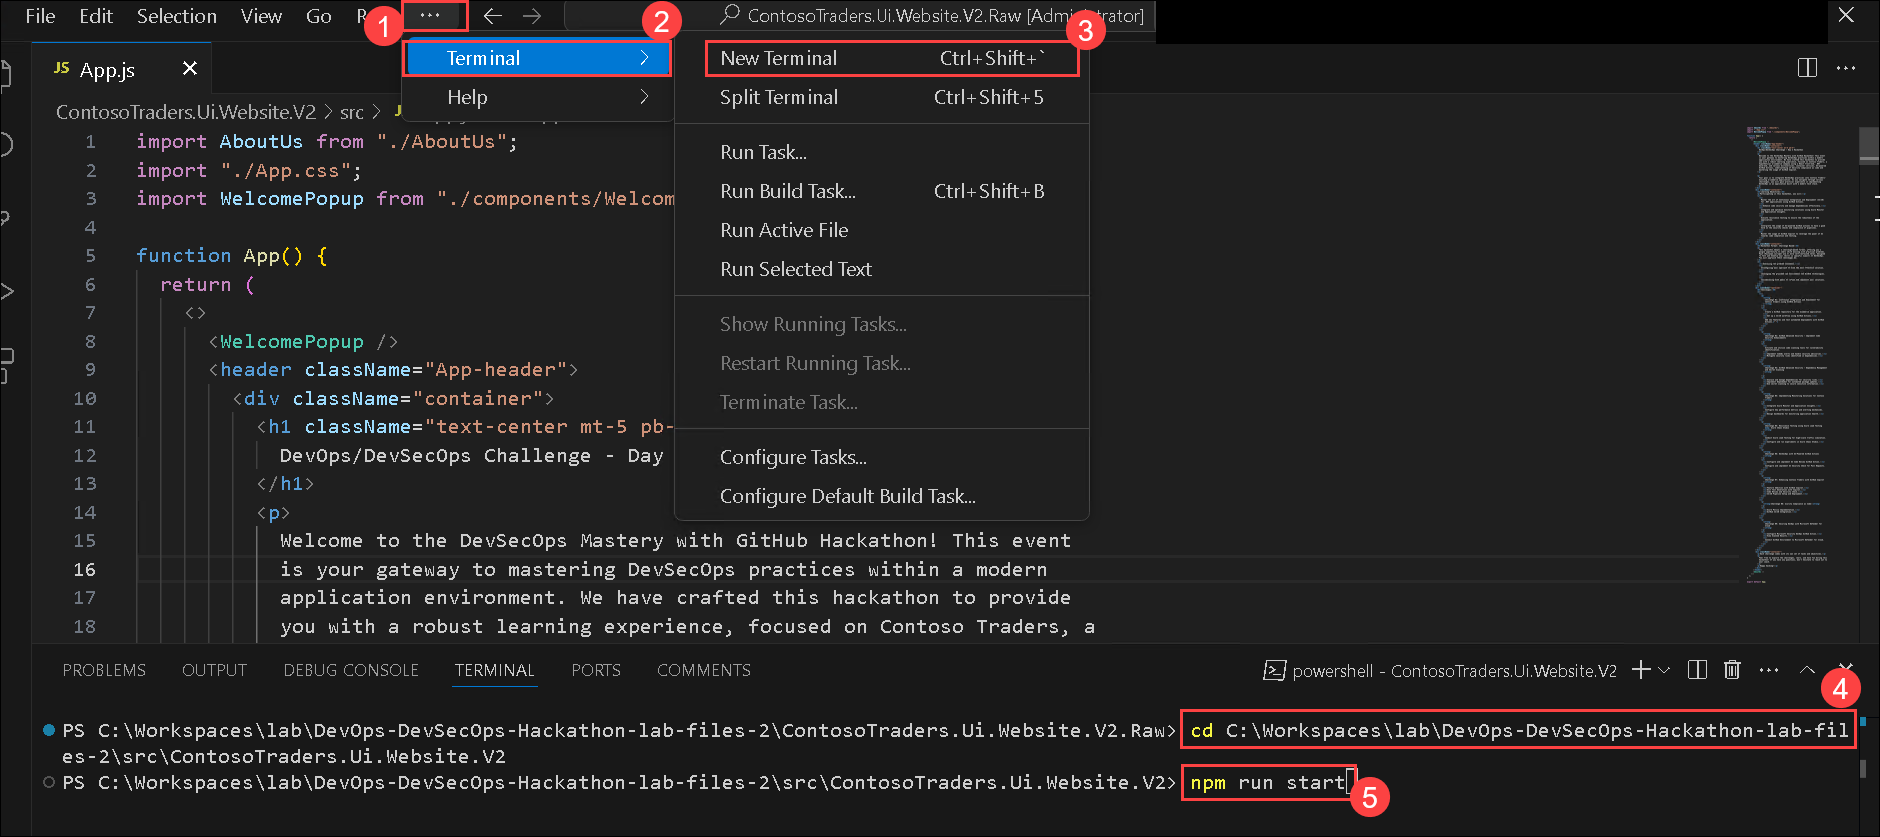 File Edit Selection View Go R ··· ContosoTraders.Ui.Website.V2.Raw [Administrator]
1
2
3
JS App.js
Terminal
Help
New Terminal Ctrl+Shift+`
Split Terminal Ctrl+Shift+5
Run Task...
Run Build Task... Ctrl+Shift+B
Run Active File
Run Selected Text
Show Running Tasks...
Restart Running Task...
Terminate Task...
Configure Tasks...
Configure Default Build Task...
ContosoTraders.Ui.Website.V2 > src >
1 import AboutUs from "./AboutUs";
2 import "./App.css";
3 import WelcomePopup from "./components/Welcom
4
5 function App() {
6 return (
7 <>
8 <WelcomePopup />
9 <header className="App-header">
10 <div className="container">
11 <h1 className="text-center mt-5 pb-
12 DevOps/DevSecOps Challenge - Day
13 </h1>
14 <p>
15 Welcome to the DevSecOps Mastery with GitHub Hackathon! This event
16 is your gateway to mastering DevSecOps practices within a modern
17 application environment. We have crafted this hackathon to provide
18 you with a robust learning experience, focused on Contoso Traders, a
PROBLEMS OUTPUT DEBUG CONSOLE TERMINAL PORTS COMMENTS powershell - ContosoTraders.Ui.Website.V2
4
PS C:\Workspaces\lab\DevOps-DevSecOps-Hackathon-lab-files-2\ContosoTraders.Ui.Website.V2.Raw> cd C:\Workspaces\lab\DevOps-DevSecOps-Hackathon-lab-fil
es-2\src\ContosoTraders.Ui.Website.V2
PS C:\Workspaces\lab\DevOps-DevSecOps-Hackathon-lab-files-2\src\ContosoTraders.Ui.Website.V2> npm run start
5